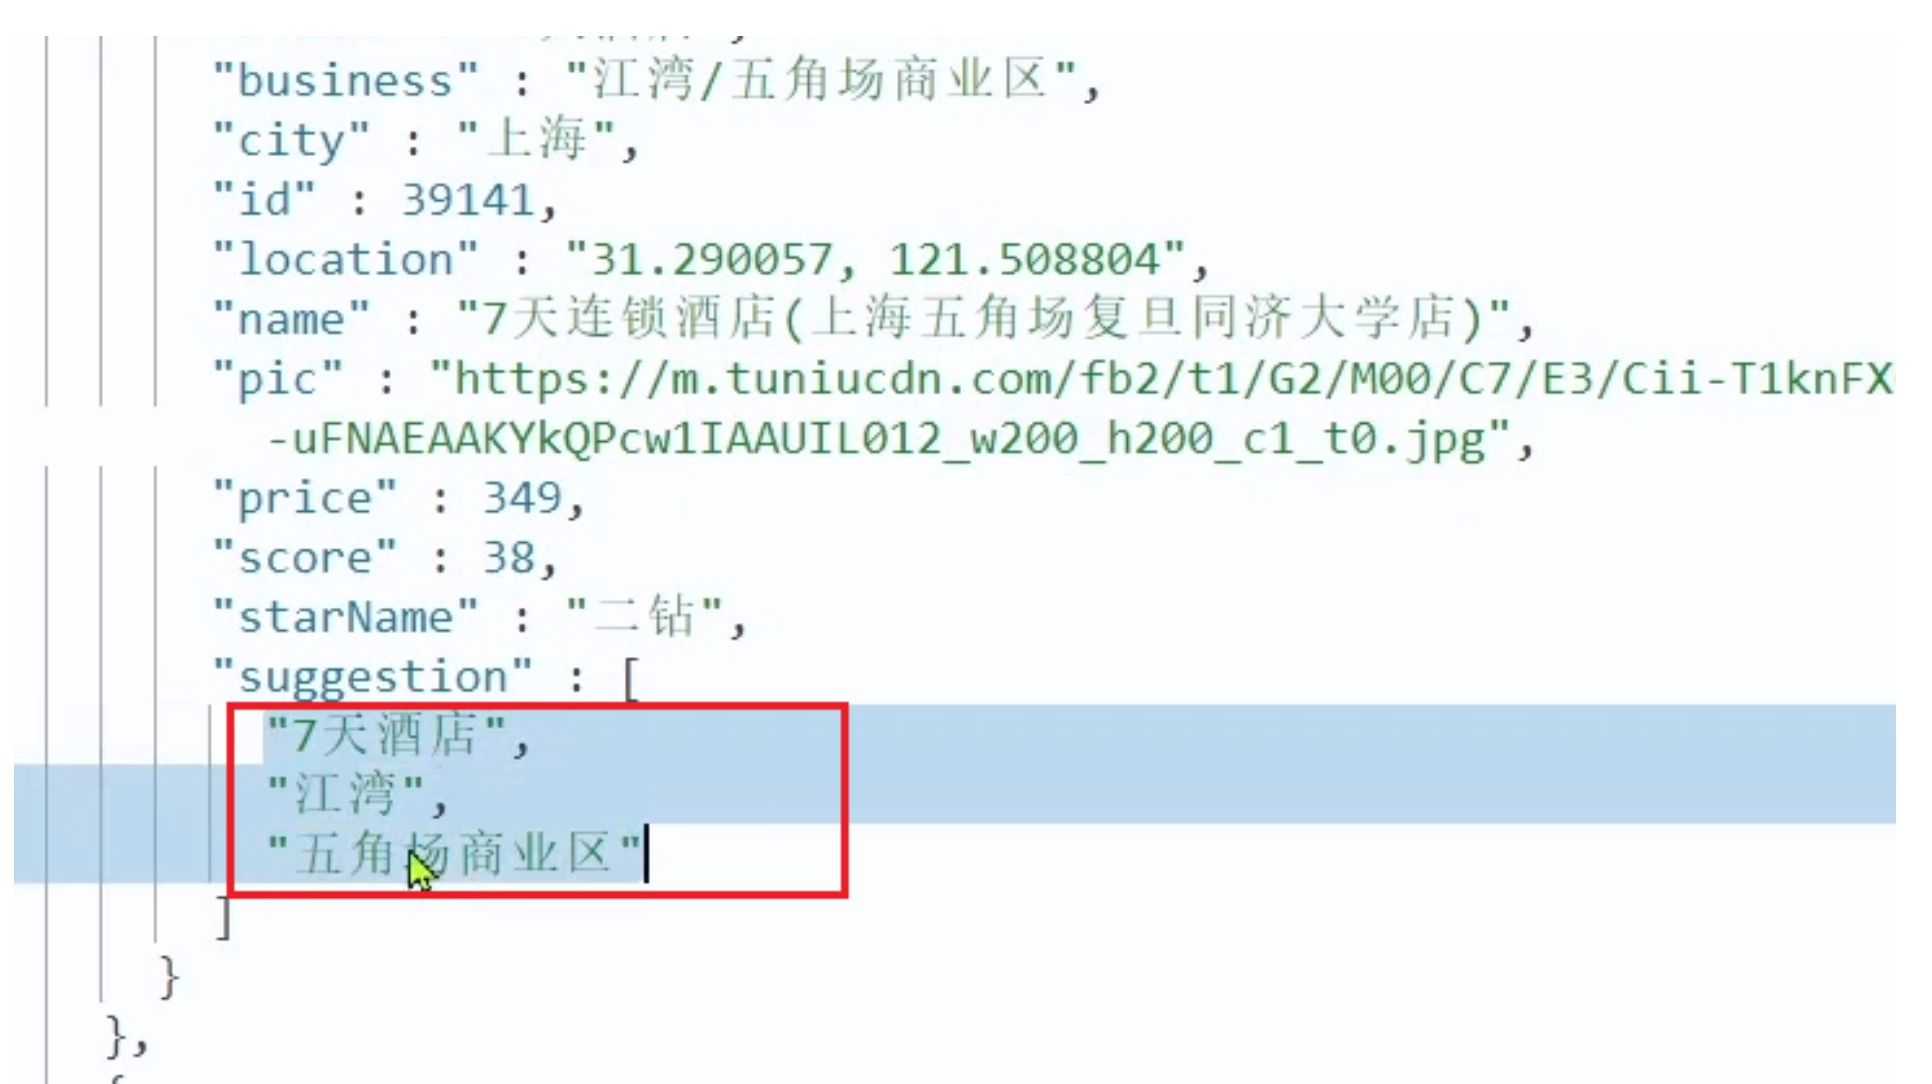 "business" : "江湾/五角场商业区",
"city" : "上海",
"id" : 39141,
"location" : "31.290057, 121.508804",
"name" : "7天连锁酒店(上海五角场复旦同济大学店)",
"pic" : "https://m.tuniucdn.com/fb2/t1/G2/M00/C7/E3/Cii-T1knFX
-uFNAEAAKYkQPcw1IAAUIL012_w200_h200_c1_t0.jpg",
"price" : 349,
"score" : 38,
"starName" : "二钻",
"suggestion" : [
"7天酒店",
"江湾",
"五角场商业区"
]
}
},